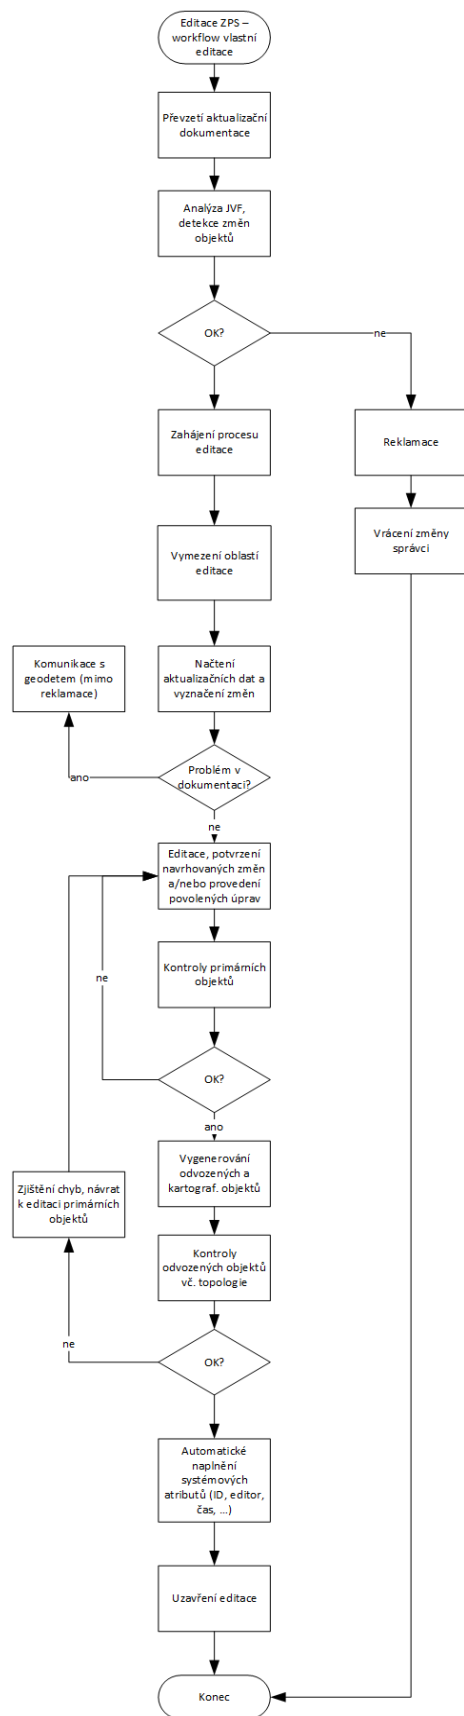 Editace ZPS –
workflow vlastní
editace
Převzetí aktualizační
dokumentace
Analýza JVF,
detekce změn
objektů
OK?
ne
Zahájení procesu
editace
Reklamace
Vymezení oblastí
editace
Vrácení změny
správci
Komunikace s
geodetem (mimo
reklamace)
Načtení
aktualizačních dat a
vyznačení změn
Problém v
dokumentaci?
ano
ne
Editace, potvrzení
navrhovaných změn
a/nebo provedení
povolených úprav
Kontroly primárních
objektů
ne
OK?
ano
Vygenerování
odvozených a
kartograf. objektů
Zjištění chyb, návrat
k editaci primárních
objektů
Kontroly
odvozených objektů
vč. topologie
ne
OK?
Automatické
naplnění
systémových
atributů (ID, editor,
čas, ...)
Uzavření editace
Konec